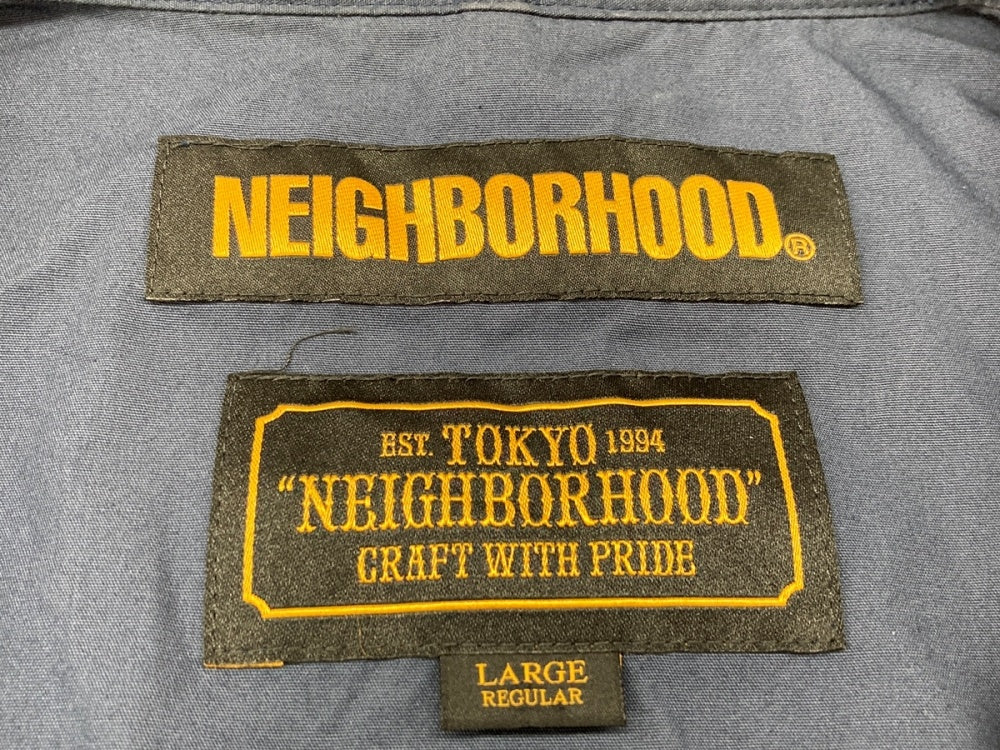 NEIGHBORHOOD®
EST. TOKYO 1994
"NEIGHBORHOOD"
CRAFT WITH PRIDE
LARGE
REGULAR